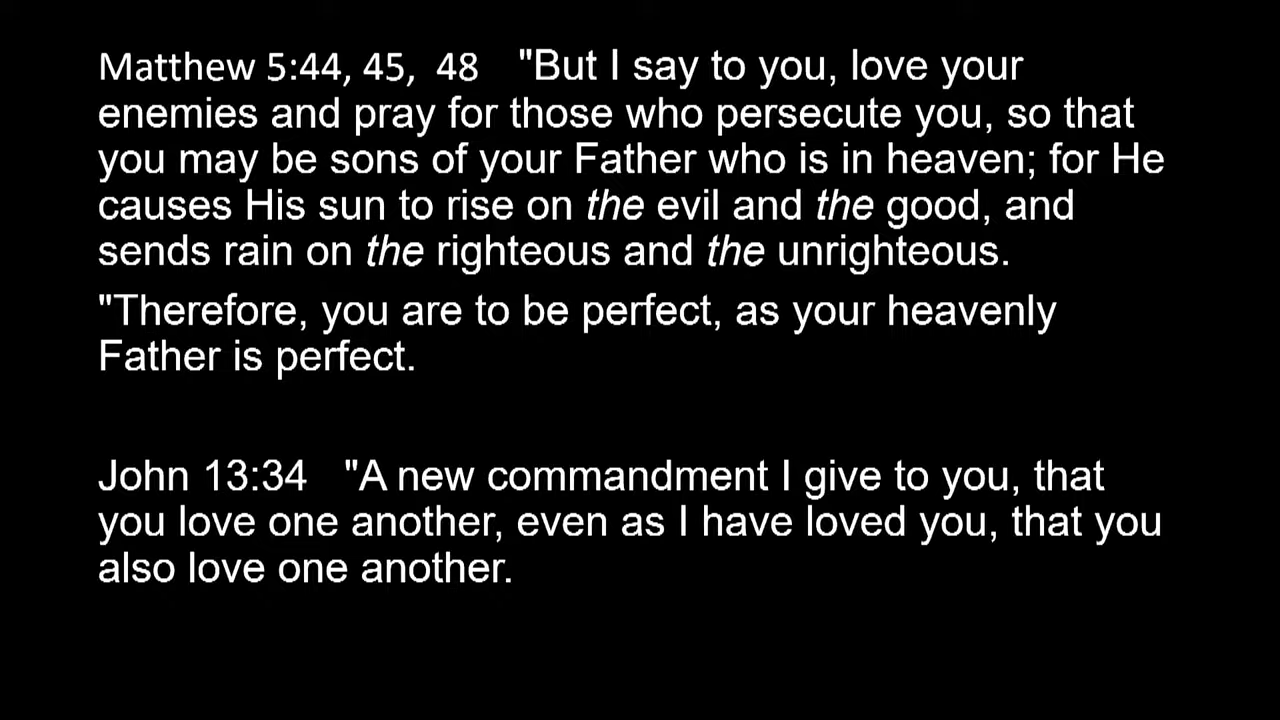 Matthew 5:44, 45,  48   "But I say to you, love your
enemies and pray for those who persecute you, so that
you may be sons of your Father who is in heaven; for He
causes His sun to rise on the evil and the good, and
sends rain on the righteous and the unrighteous.
"Therefore, you are to be perfect, as your heavenly
Father is perfect.
John 13:34   "A new commandment I give to you, that
you love one another, even as I have loved you, that you
also love one another.